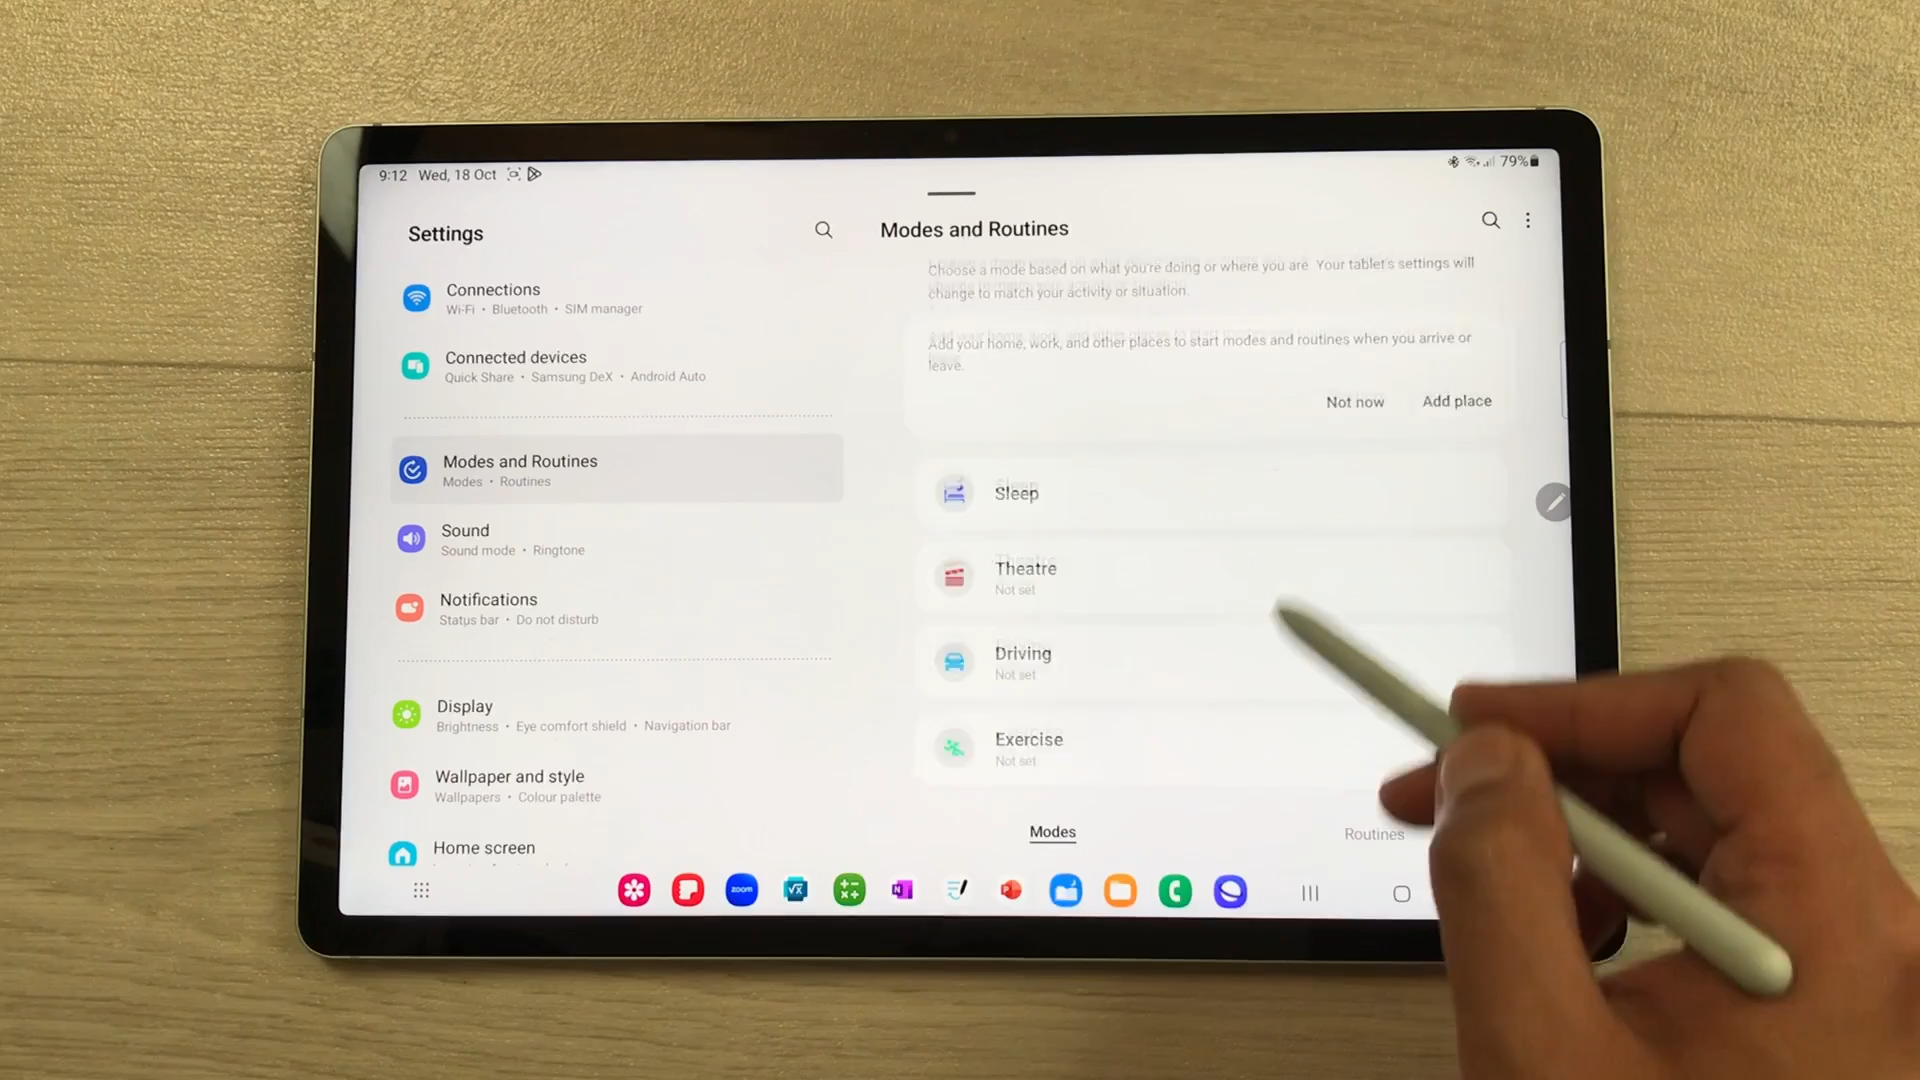 9:12 Wed, 18 Oct
79%
Settings
Connections
Wi-Fi • Bluetooth • SIM manager
Connected devices
Quick Share • Samsung DeX • Android Auto
Modes and Routines
Modes • Routines
Sound
Sound mode • Ringtone
Notifications
Status bar • Do not disturb
Display
Brightness • Eye comfort shield • Navigation bar
Wallpaper and style
Wallpapers • Colour palette
Home screen
Modes and Routines
Choose a mode based on what you're doing or where you are Your tablet's settings will
change to match your activity or situation.
Add your home, work, and other places to start modes and routines when you arrive or
leave.
Not now Add place
Sleep
Theatre
Not set
Driving
Not set
Exercise
Not set
Modes Routines
zoom